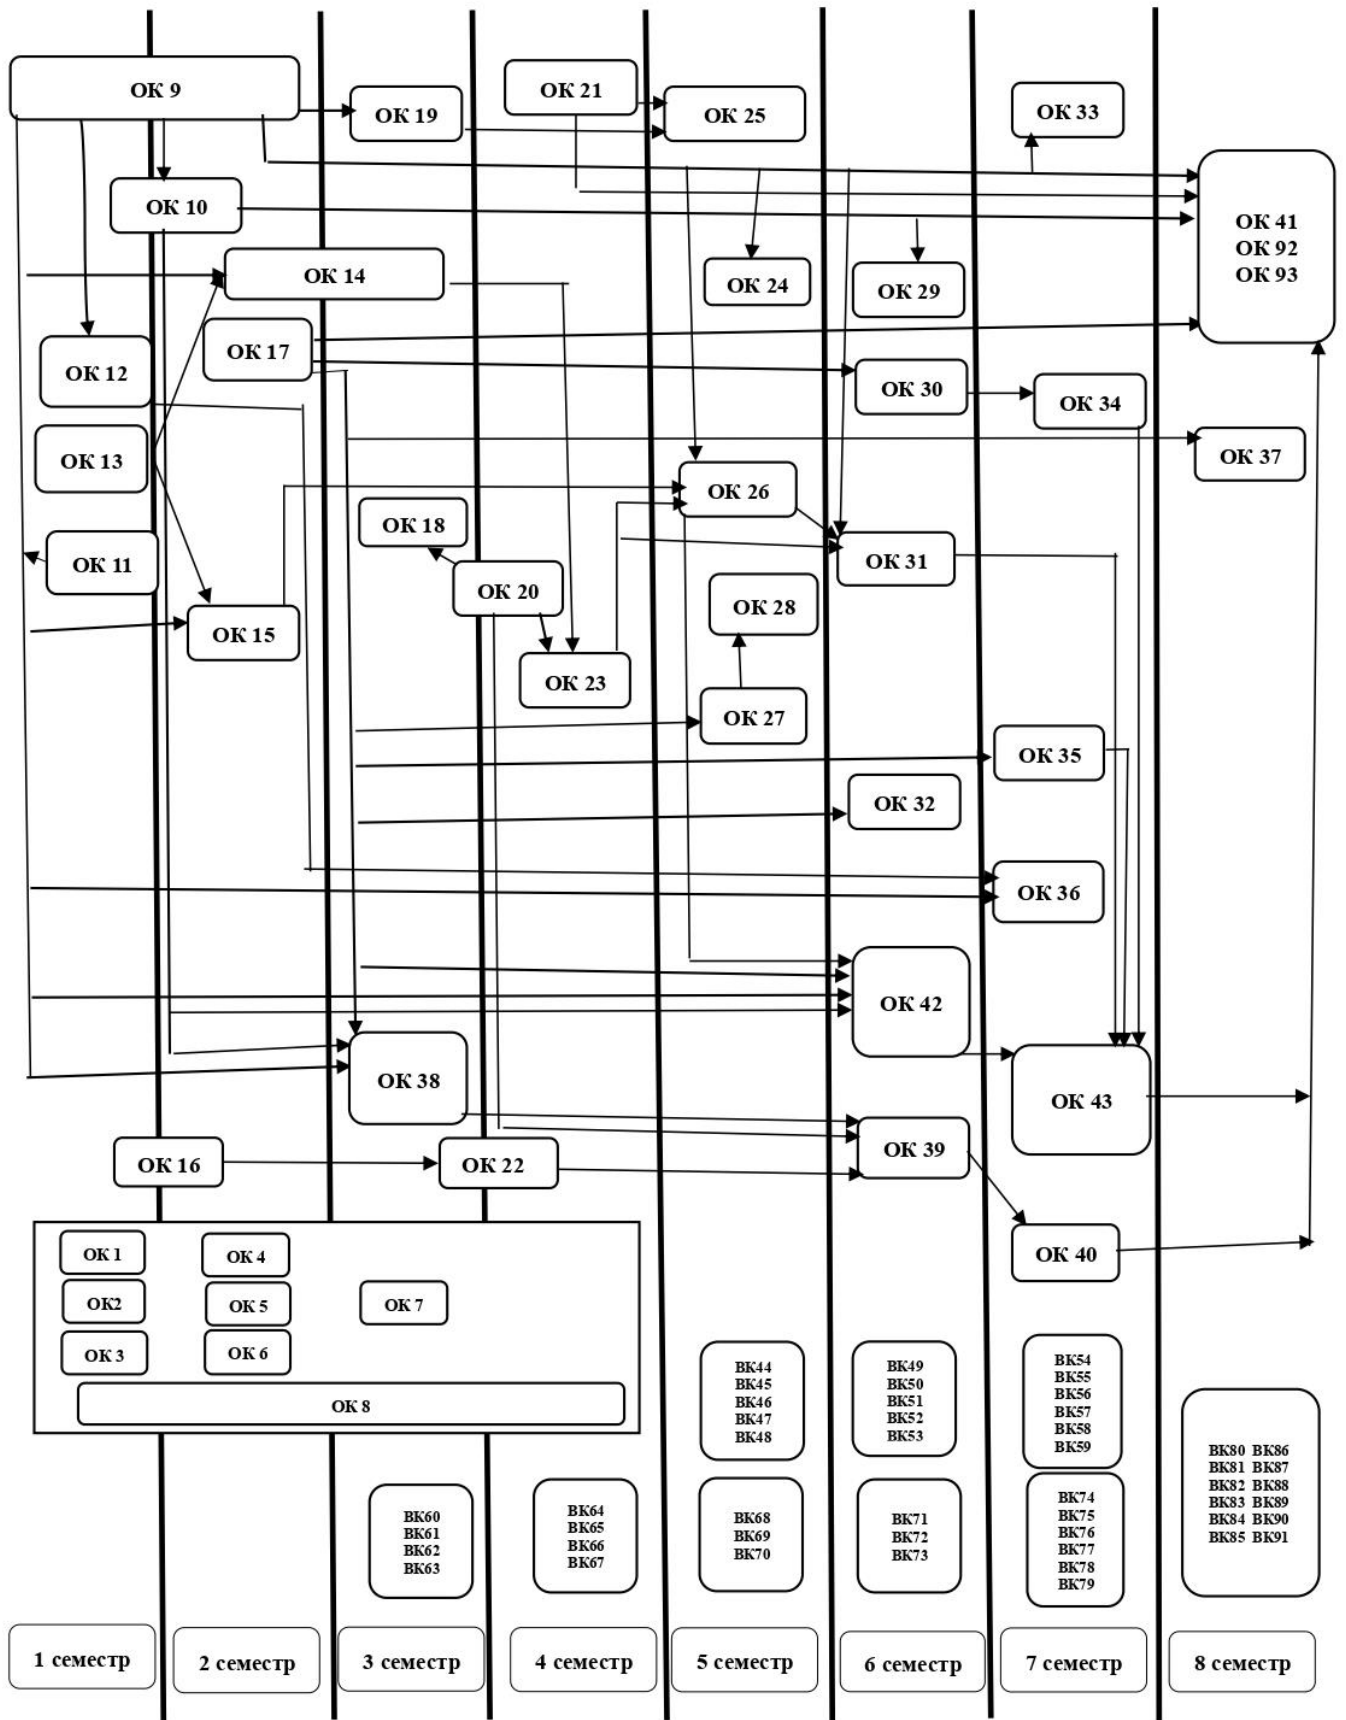 ОК 9
ОК 21
ОК 19
ОК 25
ОК 33
ОК 10
ОК 41
ОК 92
ОК 93
ОК 14
ОК 24
ОК 29
ОК 17
ОК 12
ОК 30
ОК 34
ОК 13
ОК 37
ОК 26
ОК 18
ОК 11
ОК 31
ОК 20
ОК 28
ОК 15
ОК 23
ОК 27
ОК 35
ОК 32
ОК 36
ОК 42
ОК 38
ОК 43
ОК 16
ОК 22
ОК 39
ОК 1
ОК 4
ОК 40
ОК2
ОК 5
ОК 7
ОК 3
ОК 6
ОК 8
ВК44
ВК45
ВК46
ВК47
ВК48
ВК49
ВК50
ВК51
ВК52
ВК53
ВК54
ВК55
ВК56
ВК57
ВК58
ВК59
ВК80 ВК86
ВК81 ВК87
ВК82 ВК88
ВК83 ВК89
ВК84 ВК90
ВК85 ВК91
ВК60
ВК61
ВК62
ВК63
ВК64
ВК65
ВК66
ВК67
ВК68
ВК69
ВК70
ВК71
ВК72
ВК73
ВК74
ВК75
ВК76
ВК77
ВК78
ВК79
1 семестр
2 семестр
3 семестр
4 семестр
5 семестр
6 семестр
7 семестр
8 семестр